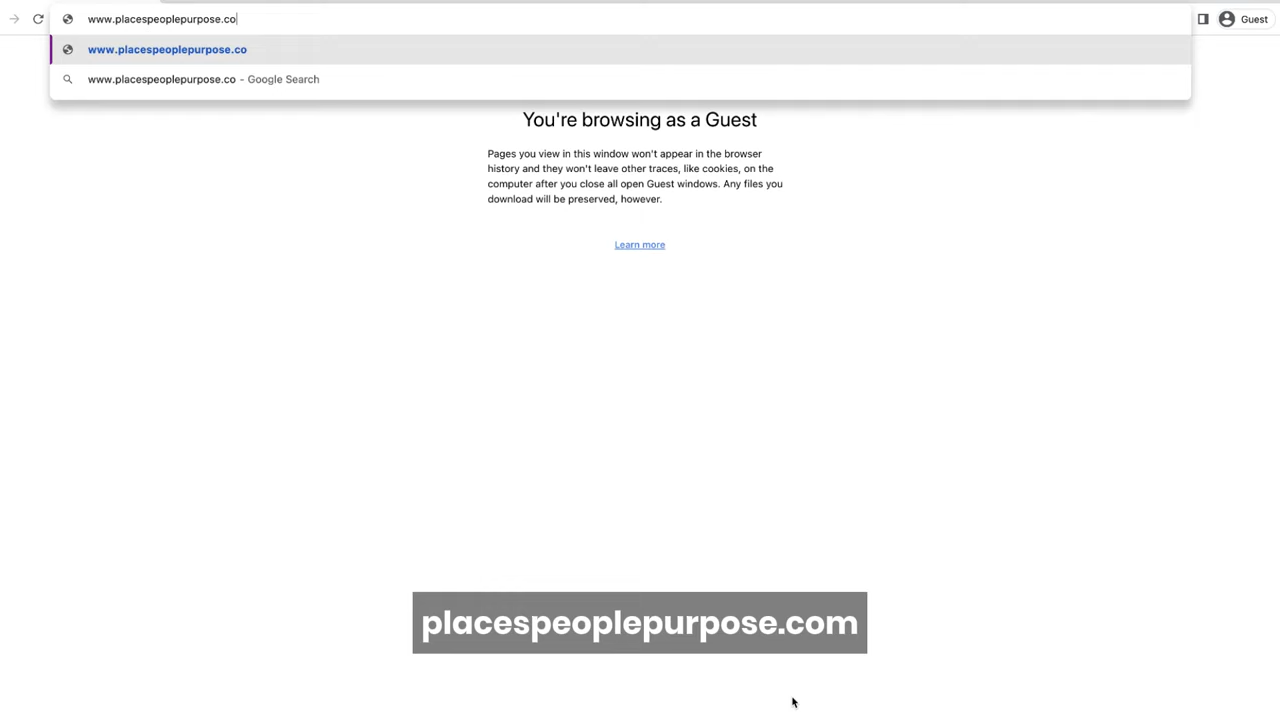 www.placespeoplepurpose.co
Guest
www.placespeoplepurpose.co
www.placespeoplepurpose.co - Google Search
You're browsing as a Guest
Pages you view in this window won't appear in the browser
history and they won't leave other traces, like cookies, on the
computer after you close all open Guest windows. Any files you
download will be preserved, however.
Learn more
placespeoplepurpose.com